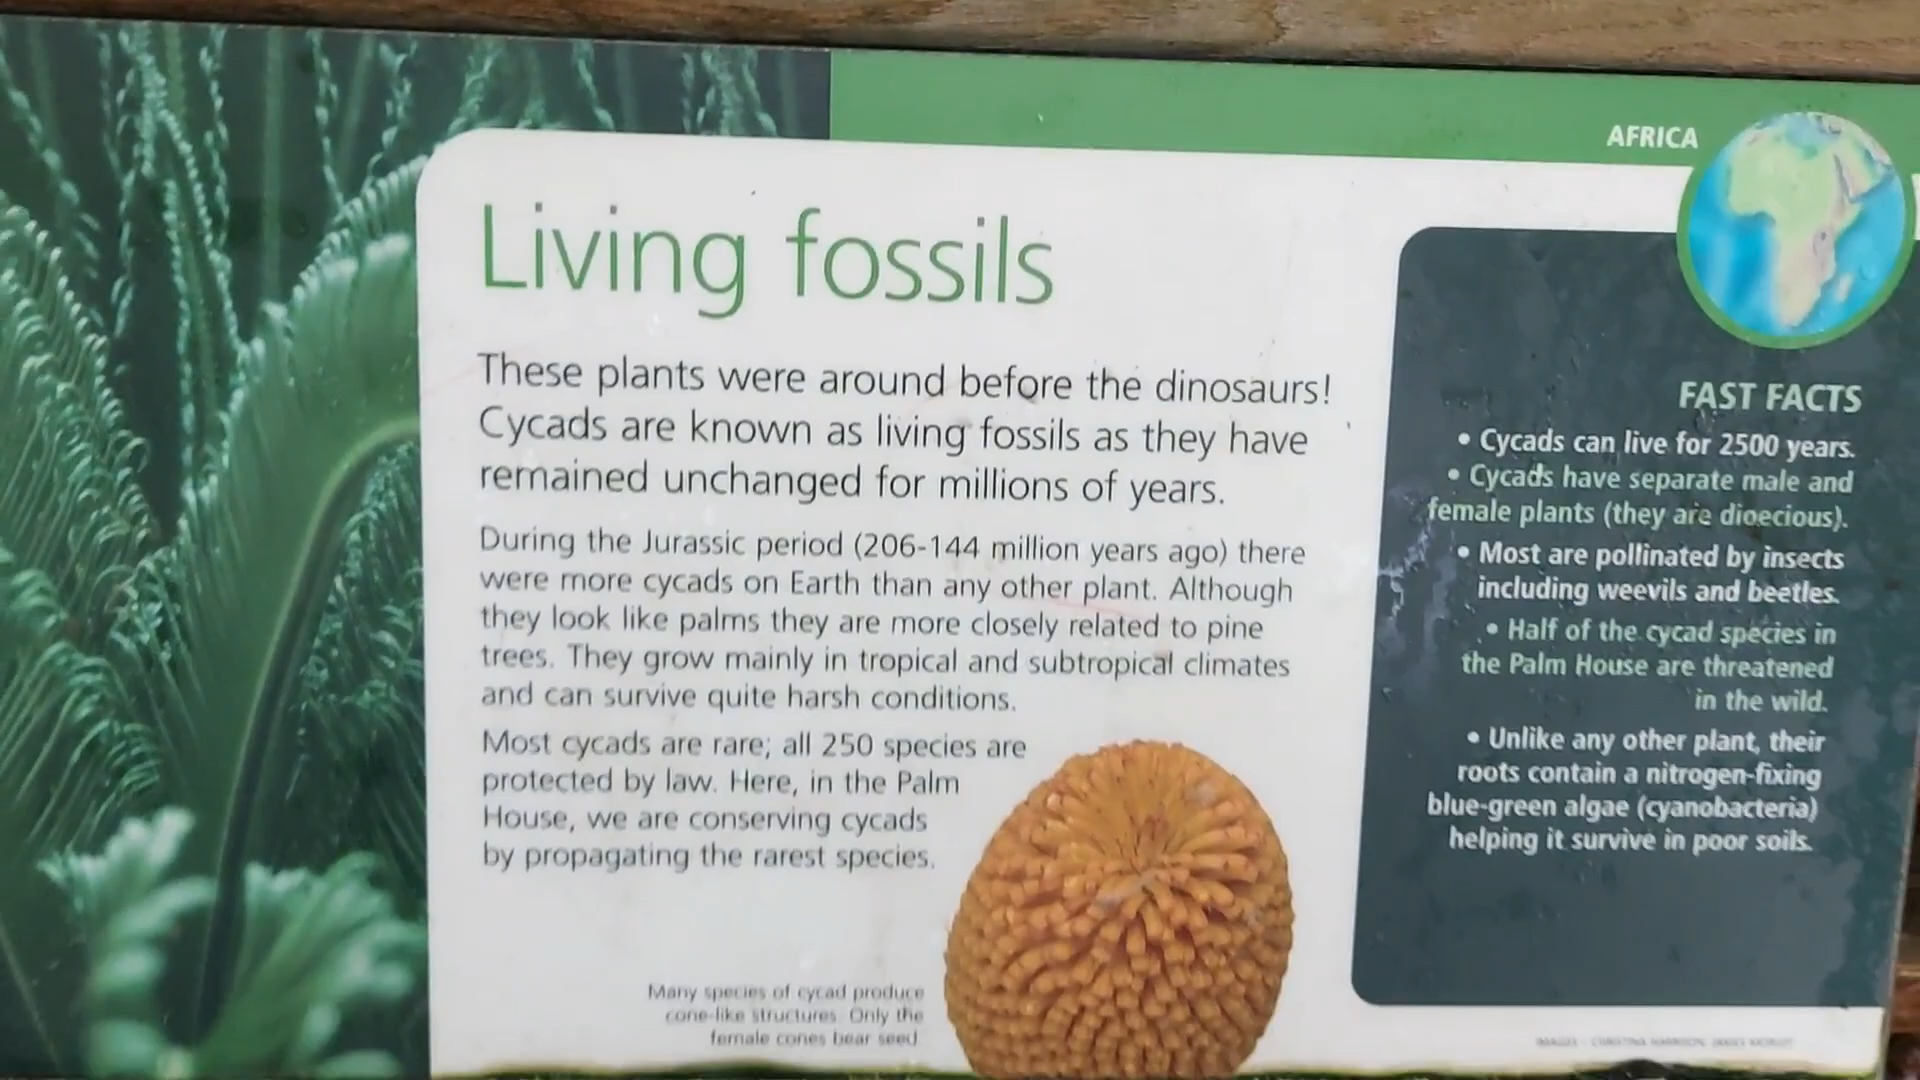 AFRICA
Living fossils
These plants were around before the dinosaurs!
Cycads are known as living fossils as they have
remained unchanged for millions of years.
During the Jurassic period (206-144 million years ago) there
were more cycads on Earth than any other plant. Although
they look like palms they are more closely related to pine
trees. They grow mainly in tropical and subtropical climates
and can survive quite harsh conditions.
Most cycads are rare; all 250 species are
protected by law. Here, in the Palm
House, we are conserving cycads
by propagating the rarest species.
Many species of cycad produce
cone-like structures. Only the
female cones bear seed.
FAST FACTS
• Cycads can live for 2500 years.
• Cycads have separate male and
female plants (they are dioecious).
• Most are pollinated by insects
including weevils and beetles.
• Half of the cycad species in
the Palm House are threatened
in the wild.
• Unlike any other plant, their
roots contain a nitrogen-fixing
blue-green algae (cyanobacteria)
helping it survive in poor soils.